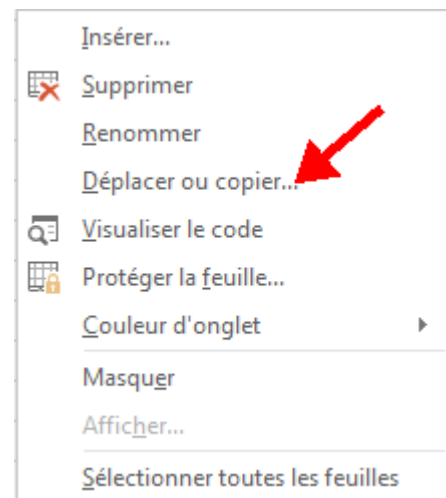 Insérer...
Supprimer
Renommer
Déplacer ou copier...
Visualiser le code
Protéger la feuille...
Couleur d'onglet
Masquer
Afficher...
Sélectionner toutes les feuilles